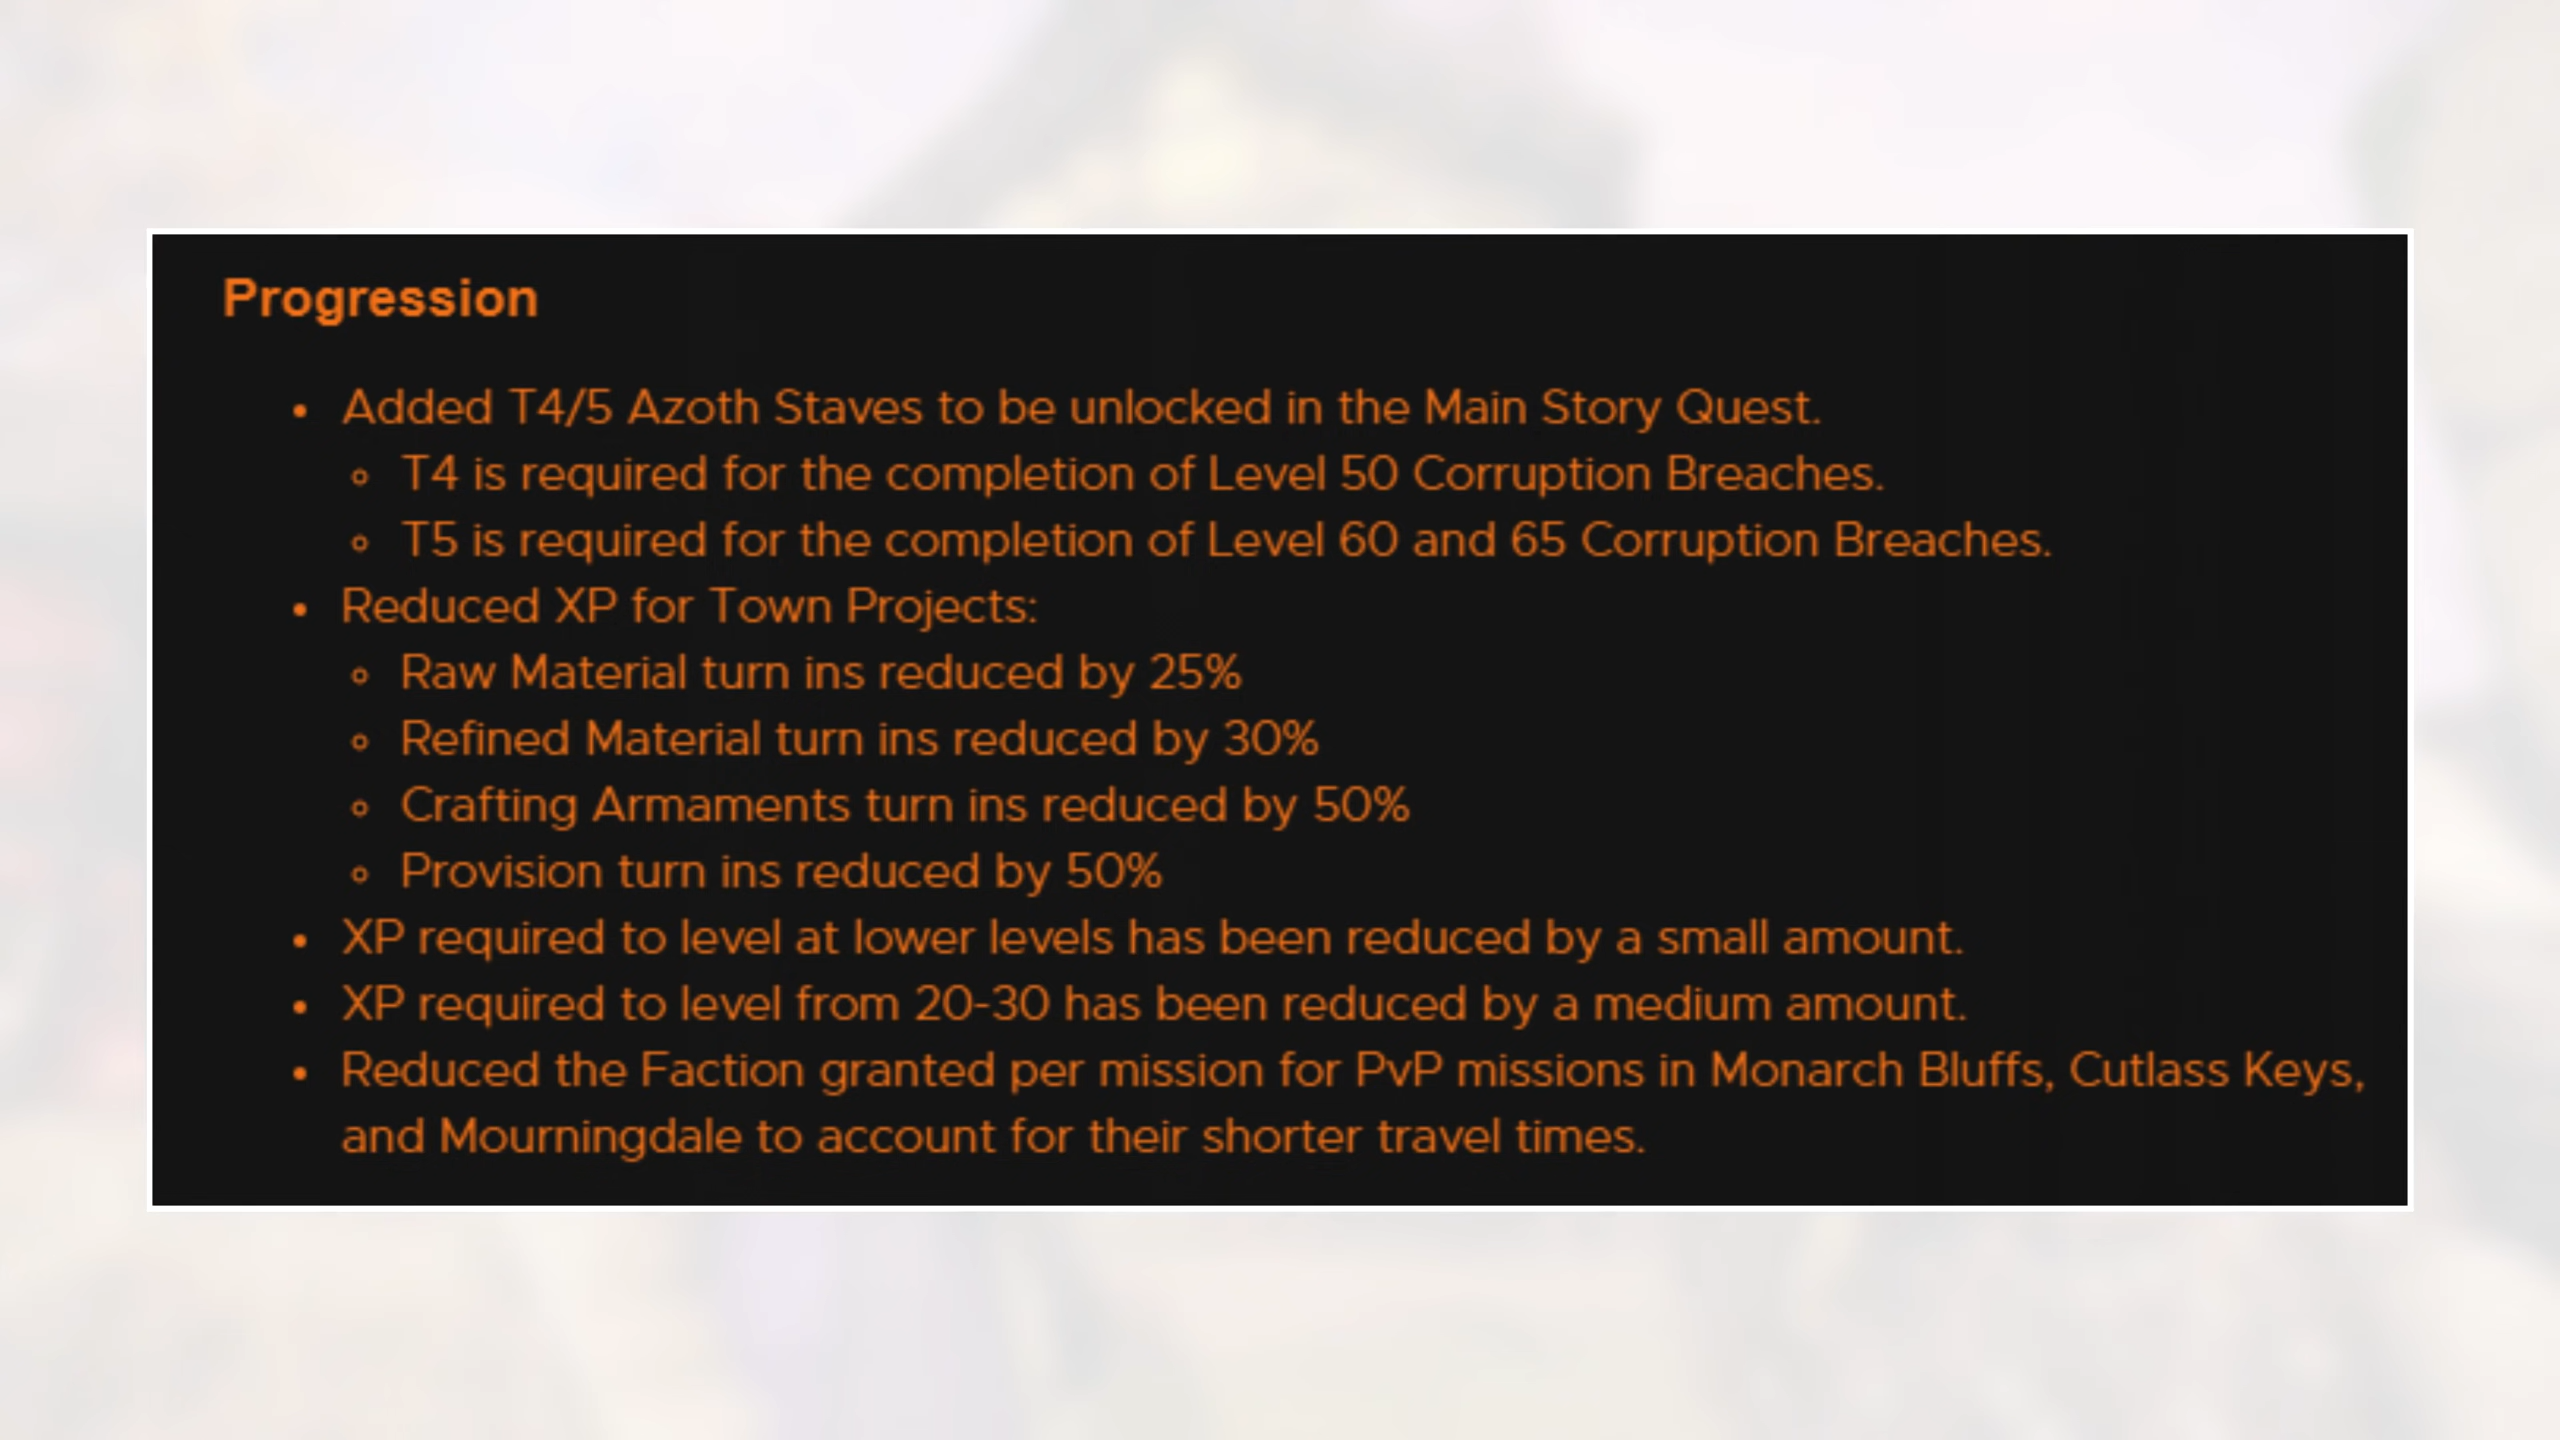 Progression
• Added T4/5 Azoth Staves to be unlocked in the Main Story Quest.
◦ T4 is required for the completion of Level 50 Corruption Breaches.
◦ T5 is required for the completion of Level 60 and 65 Corruption Breaches.
• Reduced XP for Town Projects:
◦ Raw Material turn ins reduced by 25%
◦ Refined Material turn ins reduced by 30%
◦ Crafting Armaments turn ins reduced by 50%
◦ Provision turn ins reduced by 50%
• XP required to level at lower levels has been reduced by a small amount.
• XP required to level from 20-30 has been reduced by a medium amount.
• Reduced the Faction granted per mission for PvP missions in Monarch Bluffs, Cutlass Keys,
and Mourningdale to account for their shorter travel times.